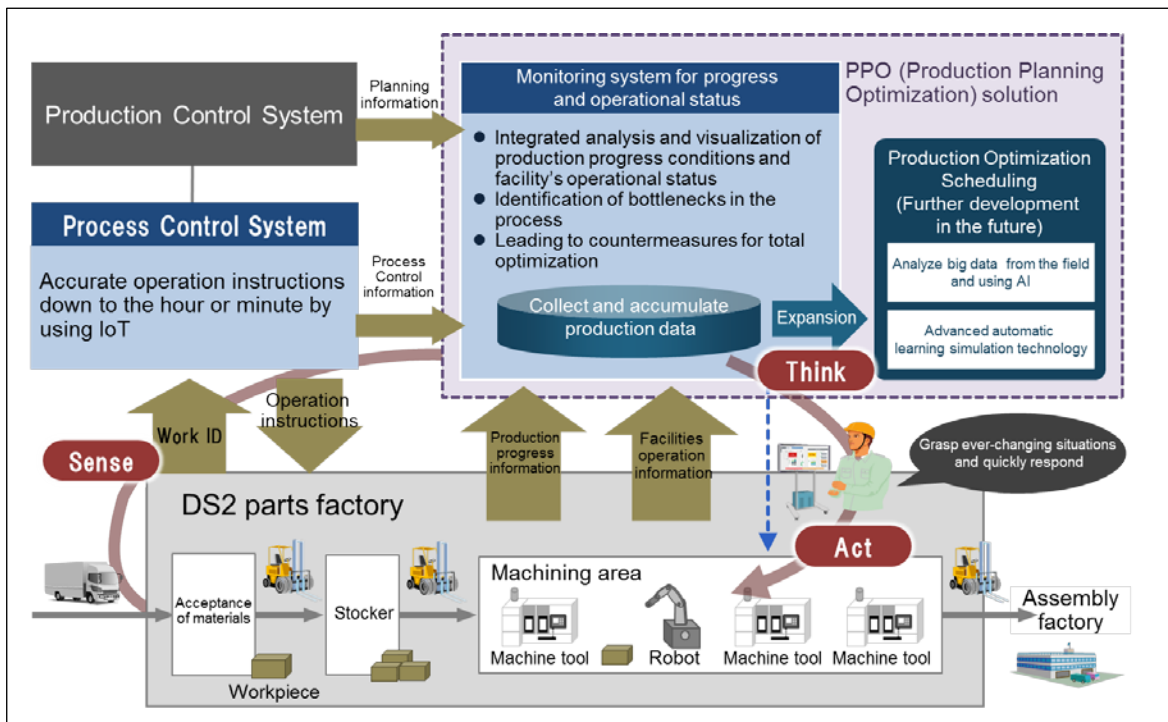 Production Control System
Planning
information
Process Control System
Accurate operation instructions
down to the hour or minute by
using IoT
Process
Control
information
Monitoring system for progress
and operational status
● Integrated analysis and visualization of
production progress conditions and
facility's operational status
● Identification of bottlenecks in the
process
● Leading to countermeasures for total
optimization
Collect and accumulate
production data
PPO (Production Planning
Optimization) solution
Expansion
Production Optimization
Scheduling
(Further development
in the future)
Analyze big data from the field
and using AI
Advanced automatic
learning simulation technology
Think
Work ID
Operation
instructions
Production
progress
information
Facilities
operation
information
Grasp ever-changing situations
and quickly respond
Sense
DS2 parts factory
Act
Acceptance
of materials
Stocker
Workpiece
Machining area
Machine tool
Robot
Machine tool
Machine tool
Assembly
factory